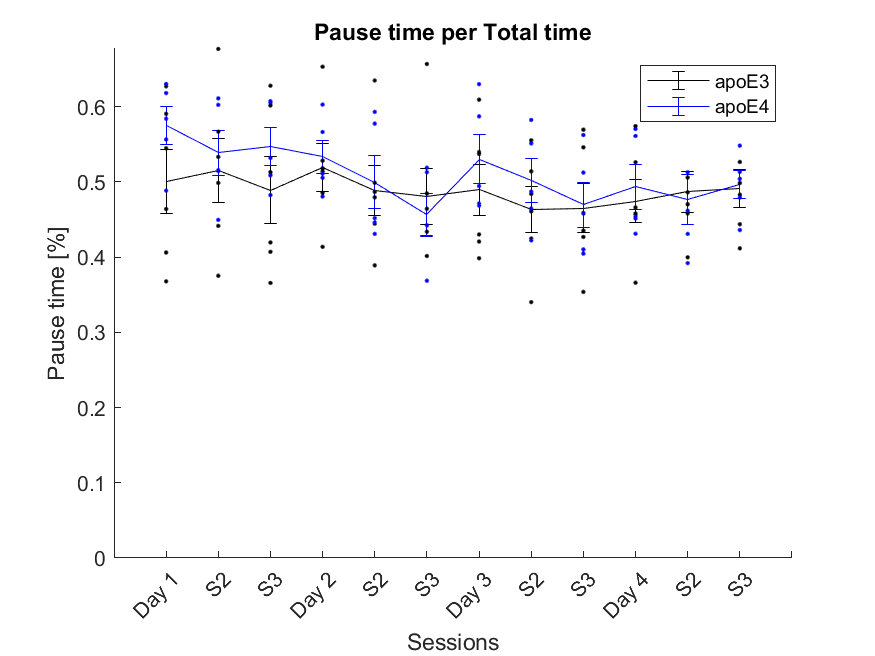 Pause time per Total time
apoE3
apoE4
Pause time [%]
0.6
0.5
0.4
0.3
0.2
0.1
0
Day 1
S2
S3
Day 2
S2
S3
Day 3
S2
S3
Day 4
S2
S3
Sessions